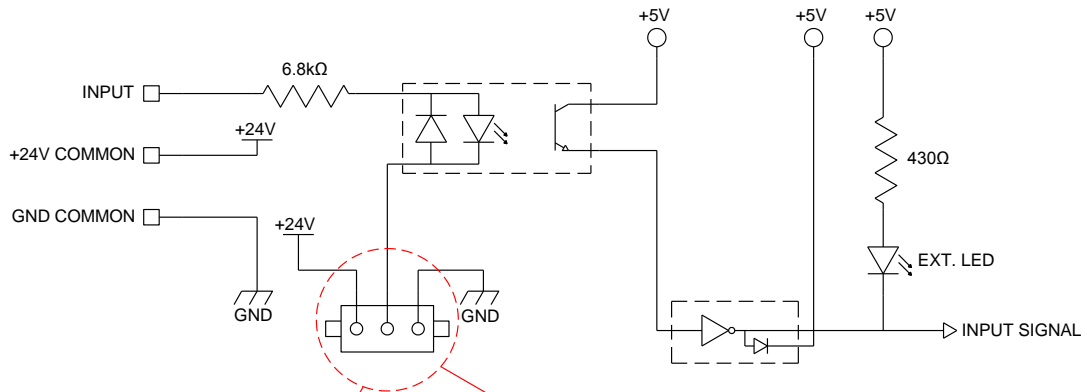 +5V
+5V
+5V
6.8kΩ
INPUT
+24V
+24V COMMON
430Ω
GND COMMON
+24V
EXT. LED
GND
GND
INPUT SIGNAL